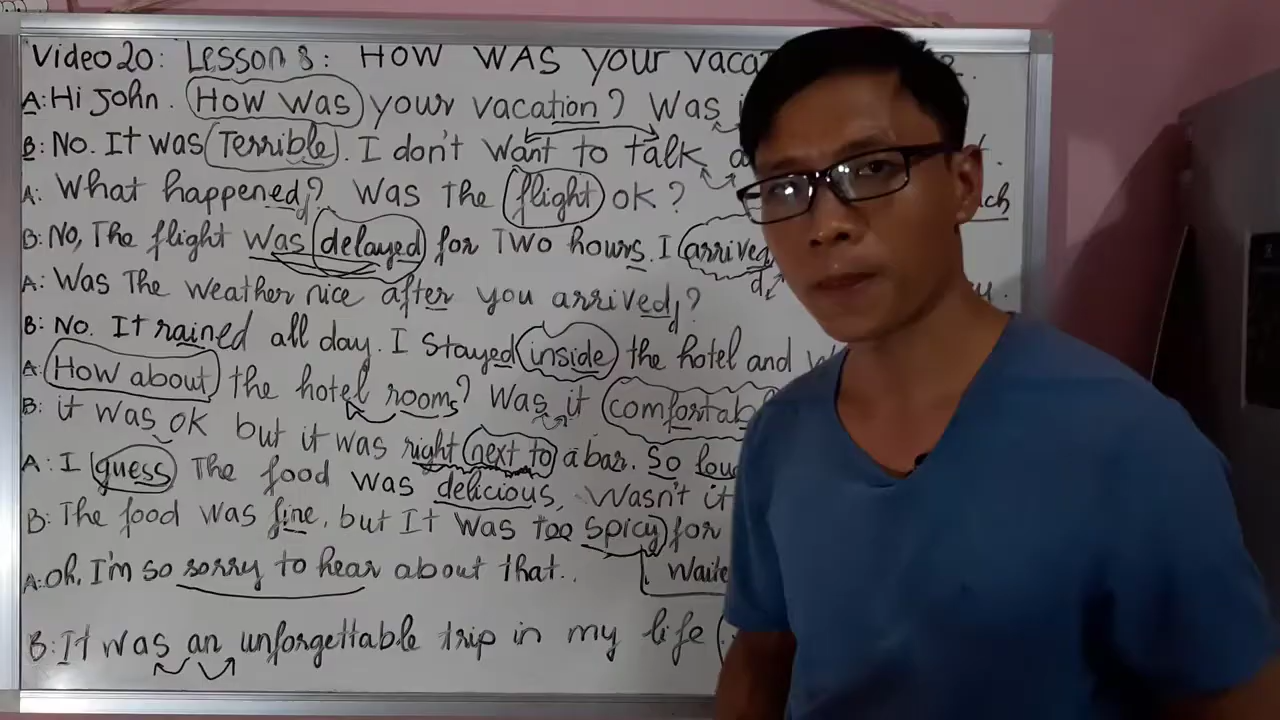 Video 20: Lesson 8: HOW WAS your vaca
A: Hi John. How was your vacation? Was
B: No. It was Terrible. I don't want to talk
A: What happened? Was the flight OK?
B: No, The flight was delayed for Two hours. I arrived
A: Was The weather nice after you arrived?
B: No. It rained all day. I stayed inside the hotel and
A: How about the hotel rooms? Was it comfortab
B: it was OK but it was right next to a bar. So lou
A: I guess The food was delicious, Wasn't it
B: The food was fine, but It was too spicy for
waite
A: Oh, I'm so sorry to hear about that..
B: It was an unforgettable trip in my life (